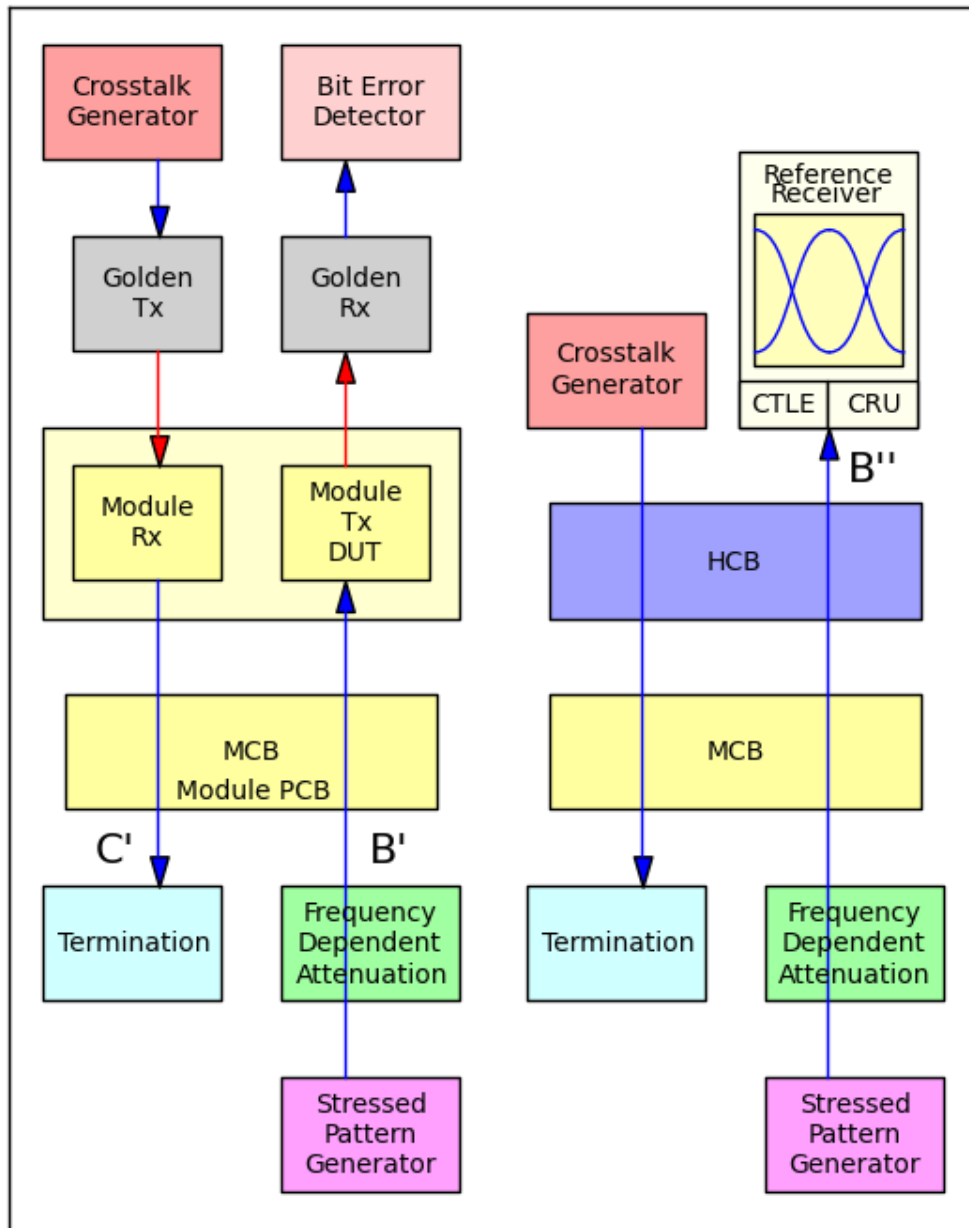 Crosstalk
Generator
Bit Error
Detector
Golden
Tx
Golden
Rx
Module
Rx
Module
Tx
DUT
MCB
Module PCB
C'
B'
Termination
Frequency
Dependent
Attenuation
Stressed
Pattern
Generator
Reference
Receiver
Crosstalk
Generator
CTLE
CRU
B''
HCB
MCB
Termination
Frequency
Dependent
Attenuation
Stressed
Pattern
Generator